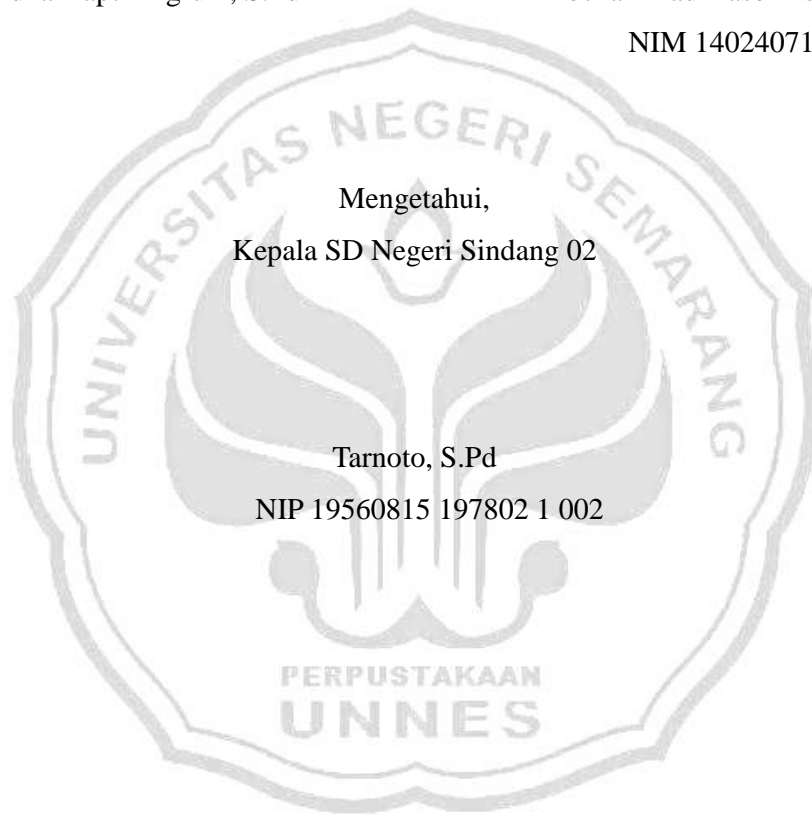 NIM 14024071
UNIVERSITAS NEGERI SEMARANG
Mengetahui,
Kepala SD Negeri Sindang 02
Tarnoto, S.Pd
NIP 19560815 197802 1 002
PERPUSTAKAAN
UNNES